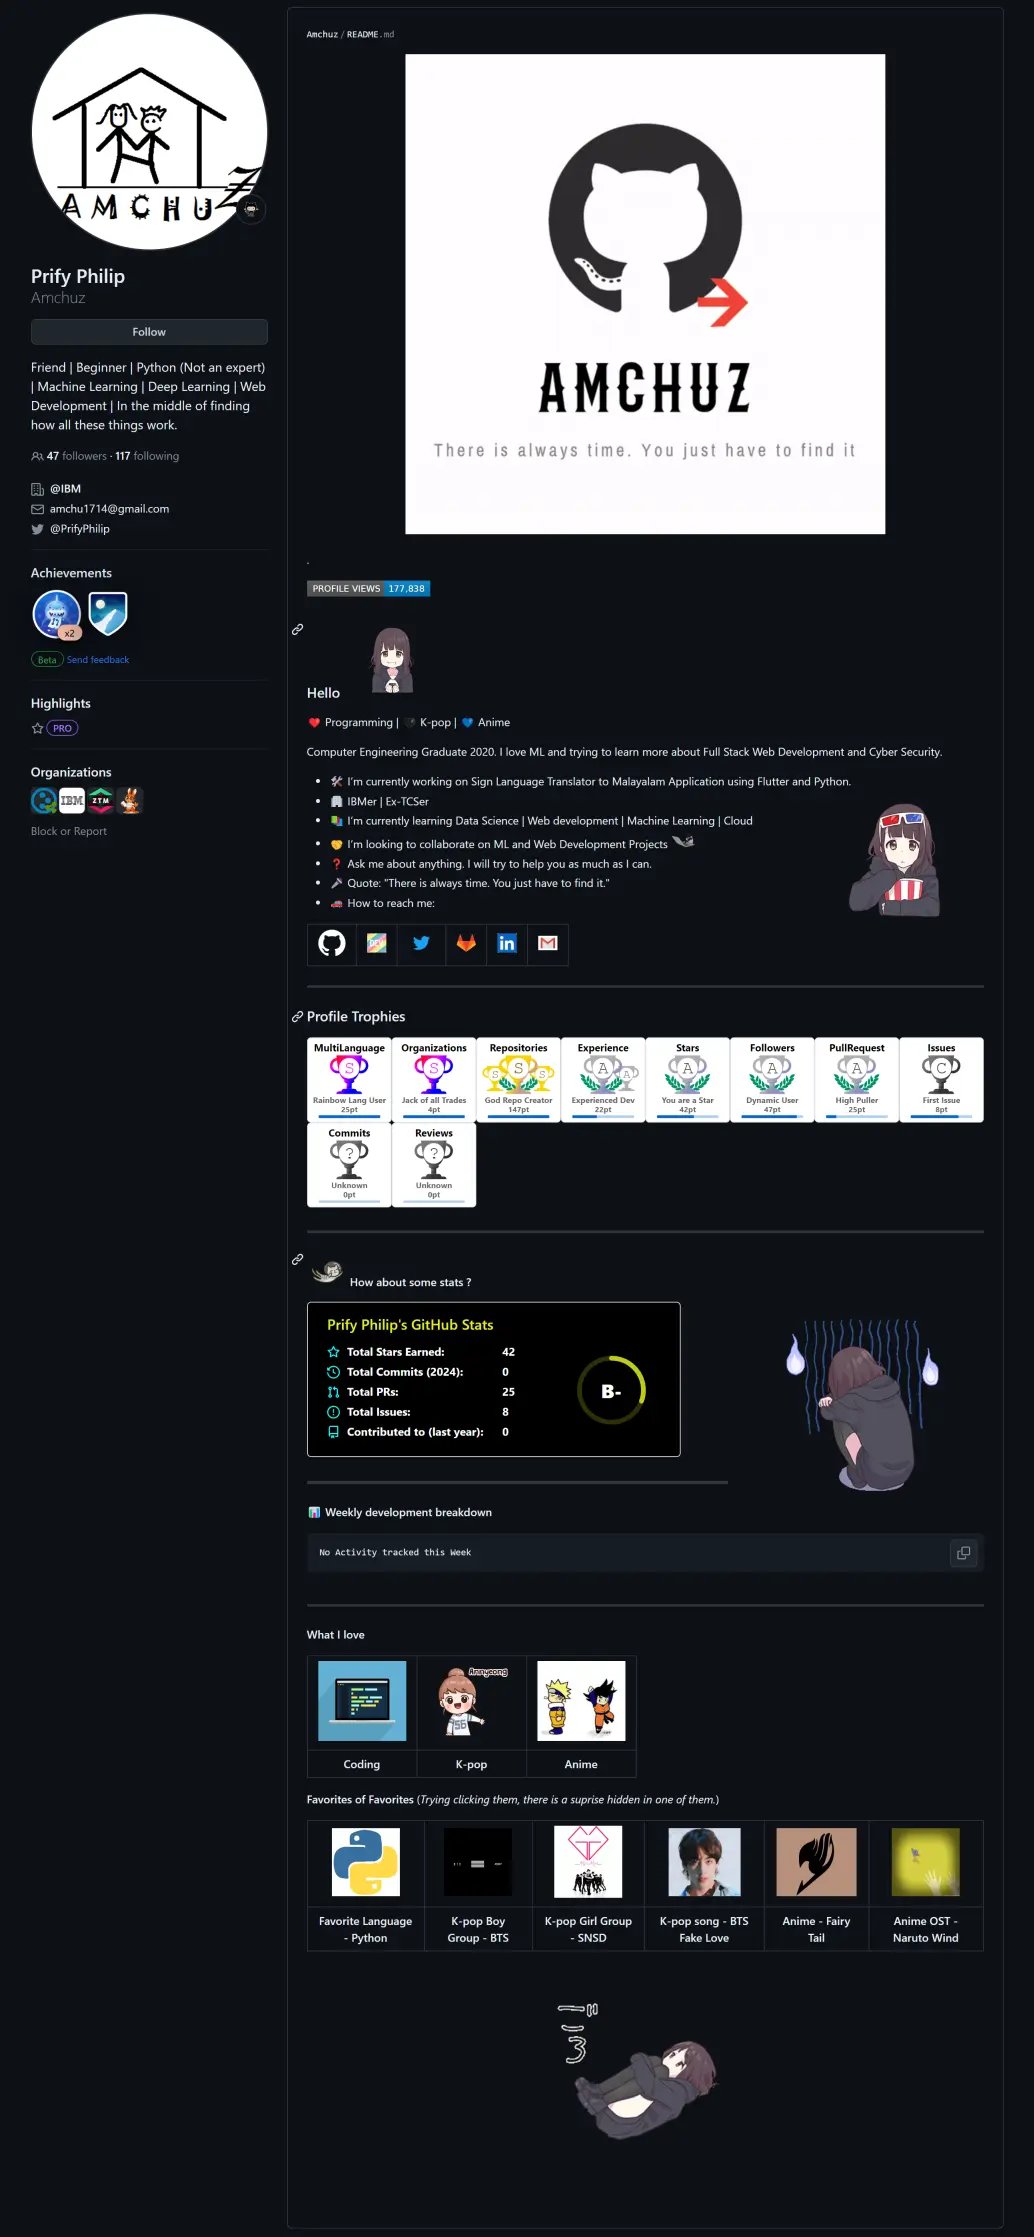 AMCHUZ
Prify Philip
Amchuz
Follow
Friend | Beginner | Python (Not an expert)
| Machine Learning | Deep Learning | Web
Development | In the middle of finding
how all these things work.
47 followers · 117 following
@IBM
amchu1714@gmail.com
@PrifyPhilip
Achievements
x2
Beta Send feedback
Highlights
PRO
Organizations
IBM ZTM
Block or Report
Amchuz / README.md
AMCHUZ
There is always time. You just have to find it
.
PROFILE VIEWS 177,838
Hello
Programming | K-pop | Anime
Computer Engineering Graduate 2020. I love ML and trying to learn more about Full Stack Web Development and Cyber Security.
I'm currently working on Sign Language Translator to Malayalam Application using Flutter and Python.
IBMer | Ex-TCSer
I'm currently learning Data Science | Web development | Machine Learning | Cloud
I'm looking to collaborate on ML and Web Development Projects
Ask me about anything. I will try to help you as much as I can.
Quote: "There is always time. You just have to find it."
How to reach me:
DEV in M
Profile Trophies
MultiLanguage Organizations Repositories Experience Stars Followers PullRequest Issues
S S S S S A A A A A C
Rainbow Lang User Jack of all Trades God Repo Creator Experienced Dev You are a Star Dynamic User High Puller First Issue
25pt 4pt 147pt 22pt 42pt 47pt 25pt 8pt
Commits Reviews
? ?
Unknown Unknown
0pt 0pt
How about some stats ?
Prify Philip's GitHub Stats
Total Stars Earned: 42
Total Commits (2024): 0
Total PRs: 25
Total Issues: 8
Contributed to (last year): 0
B-
Weekly development breakdown
No Activity tracked this Week
What I love
Annyeong
56
Coding K-pop Anime
Favorites of Favorites (Trying clicking them, there is a suprise hidden in one of them.)
Favorite Language - Python
K-pop Boy Group - BTS
K-pop Girl Group - SNSD
K-pop song - BTS Fake Love
Anime - Fairy Tail
Anime OST - Naruto Wind